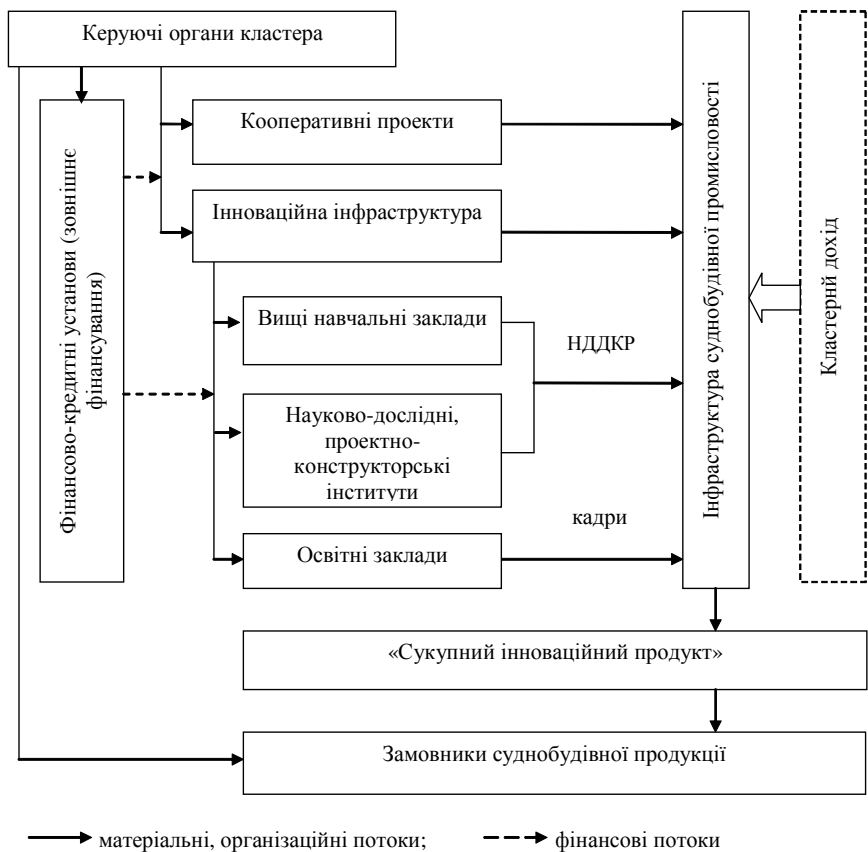 Керуючі органи кластера
Фінансово-кредитні установи (зовнішнє
фінансування)
Кооперативні проекти
Інноваційна інфраструктура
Вищі навчальні заклади
НДДКР
Науково-дослідні,
проектно-
конструкторські
інститути
кадри
Освітні заклади
Інфраструктура суднобудівної промисловості
Кластернй дохід
«Сукупний інноваційний продукт»
Замовники суднобудівної продукції
матеріальні, організаційні потоки;
фінансові потоки